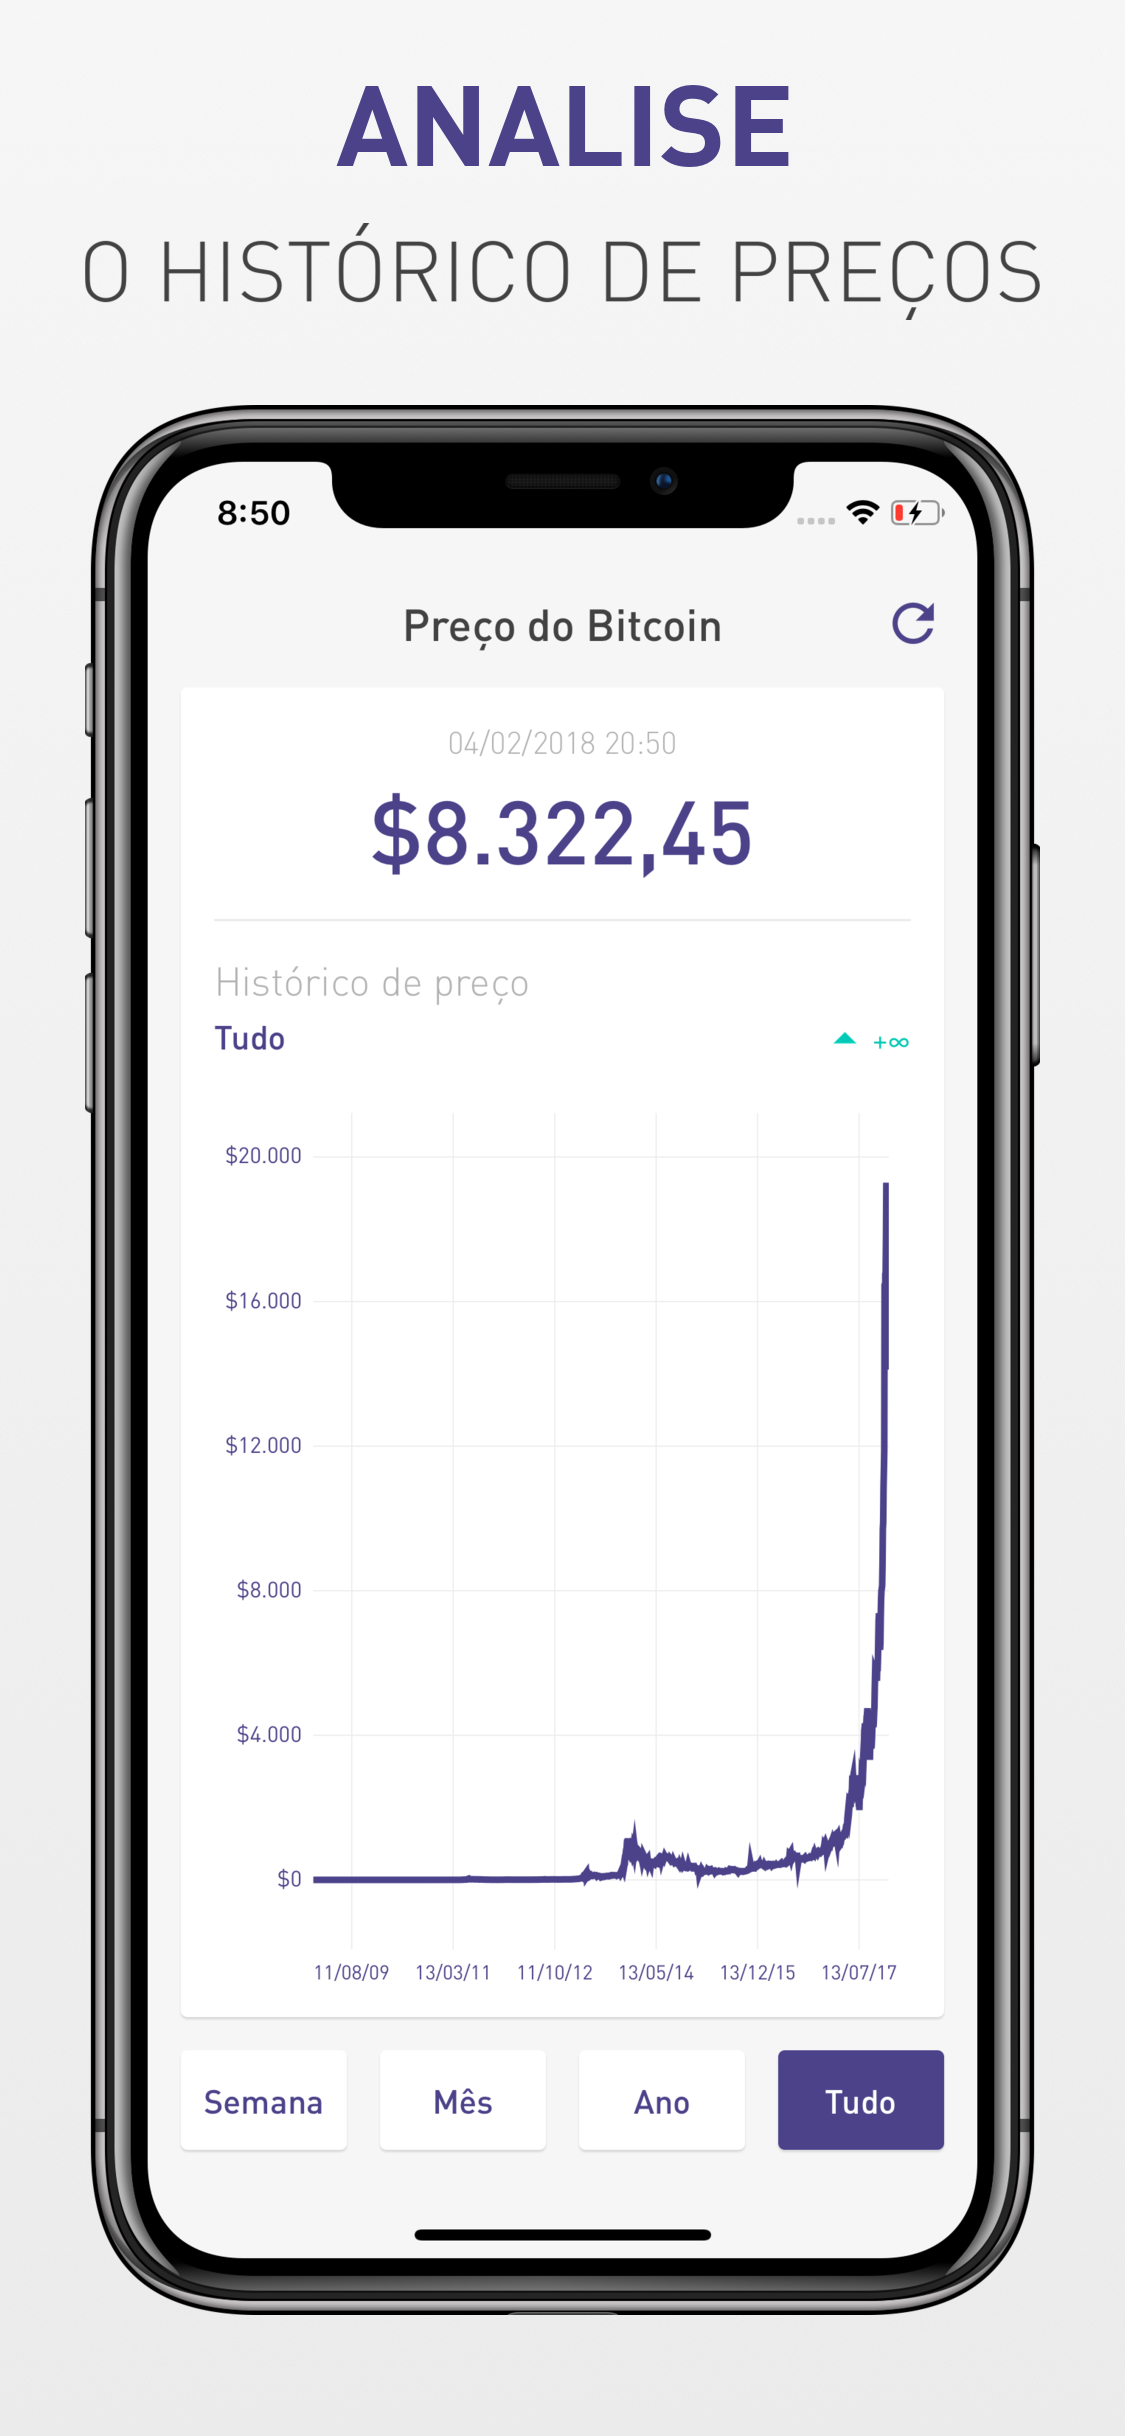 ANALISE
O HISTÓRICO DE PREÇOS
8:50
Preço do Bitcoin
04/02/2018 20:50
$8.322,45
Histórico de preço
Tudo
+∞
$20.000
$16.000
$12.000
$8.000
$4.000
$0
11/08/09 13/03/11 11/10/12 13/05/14 13/12/15 13/07/17
Semana Mês Ano Tudo